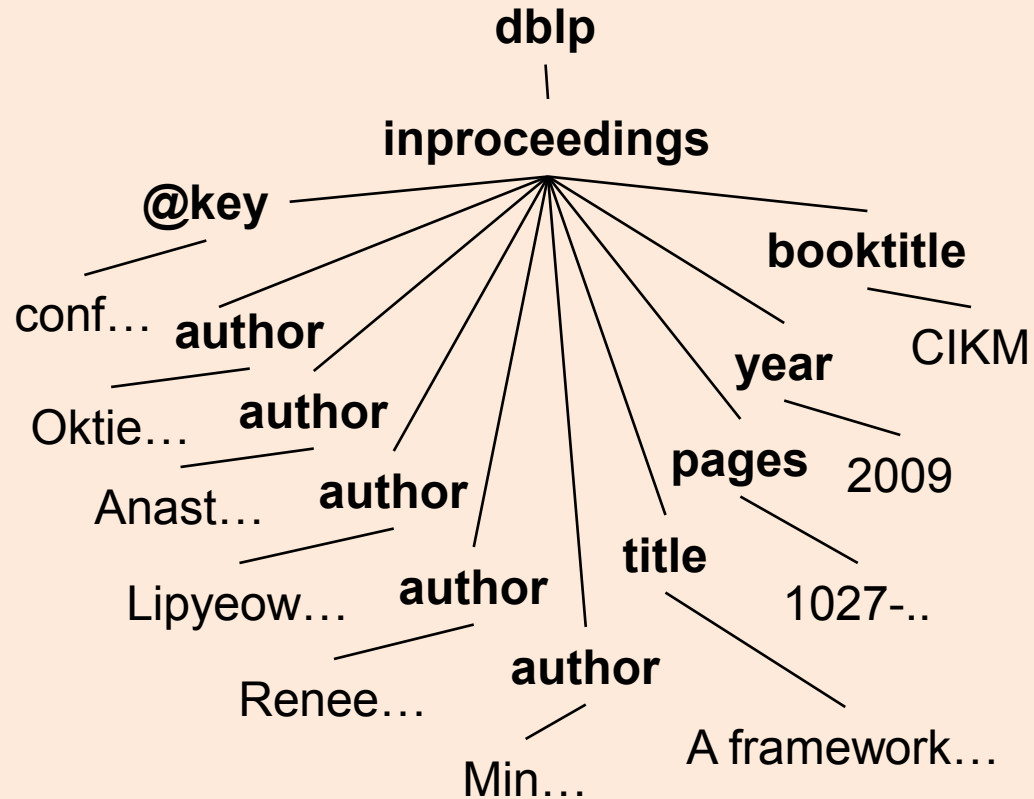 dblp
inproceedings
@key
booktitle
conf…
author
CIKM
year
Oktie…
author
pages
2009
Anast…
author
title
Lipyeow…
author
1027-..
Renee…
author
A framework…
Min…